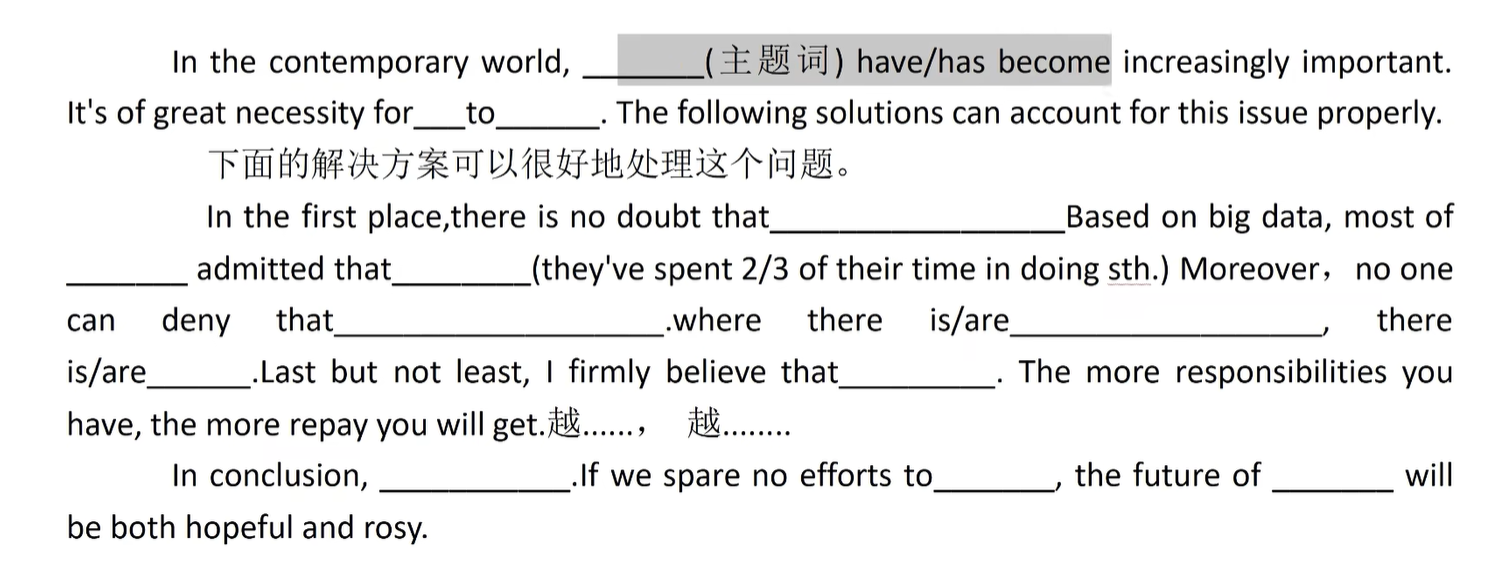 In the contemporary world, _______(主题词) have/has become increasingly important.
It's of great necessity for___to______. The following solutions can account for this issue properly.
下面的解决方案可以很好地处理这个问题。
In the first place,there is no doubt that_________________Based on big data, most of
_______ admitted that________(they've spent 2/3 of their time in doing sth.) Moreover，no one
can deny that___________________.where there is/are__________________, there
is/are______.Last but not least, I firmly believe that_________. The more responsibilities you
have, the more repay you will get.越......， 越........
In conclusion, ___________.If we spare no efforts to_______, the future of _______ will
be both hopeful and rosy.